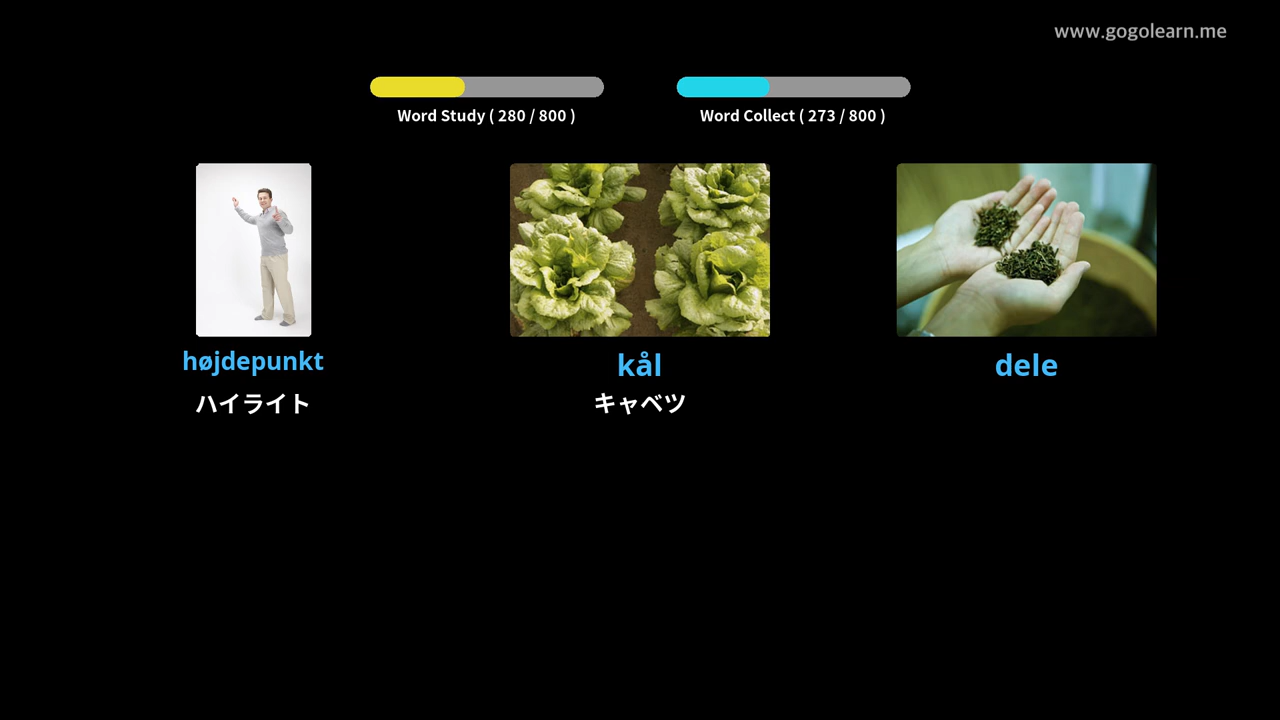 www.gogolearn.me
Word Study ( 280 / 800 )
Word Collect ( 273 / 800 )
højdepunkt
kål
dele
ハイライト
キャベツ